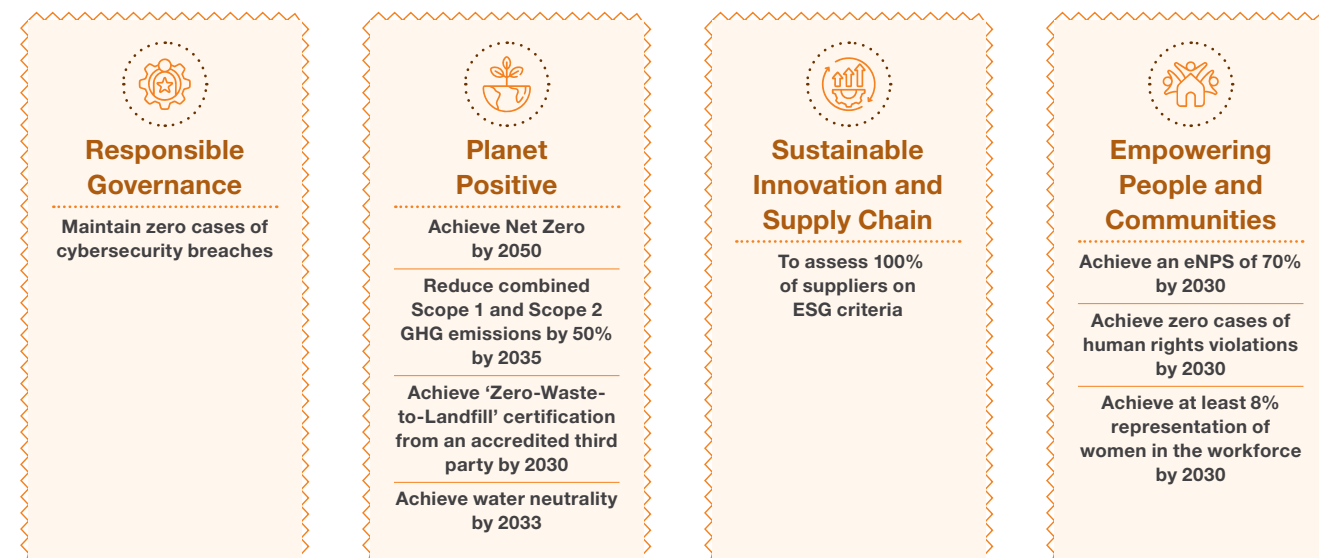 Responsible
Governance
Maintain zero cases of
cybersecurity breaches
Planet
Positive
Achieve Net Zero
by 2050
Reduce combined
Scope 1 and Scope 2
GHG emissions by 50%
by 2035
Achieve ‘Zero-Waste-
to-Landfill’ certification
from an accredited third
party by 2030
Achieve water neutrality
by 2033
Sustainable
Innovation and
Supply Chain
To assess 100%
of suppliers on
ESG criteria
Empowering
People and
Communities
Achieve an eNPS of 70%
by 2030
Achieve zero cases of
human rights violations
by 2030
Achieve at least 8%
representation of
women in the workforce
by 2030